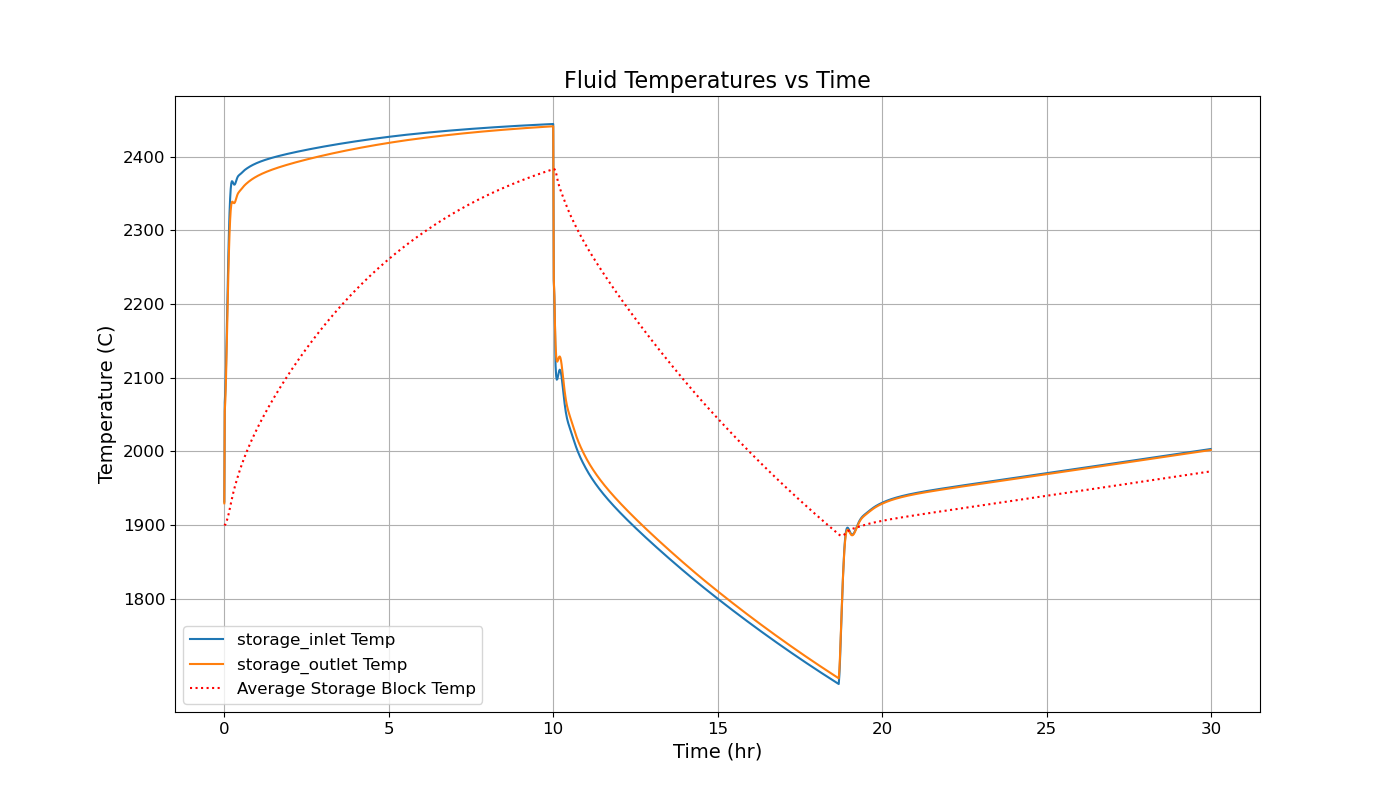 Fluid Temperatures vs Time
Temperature (C)
2400
2300
2200
2100
2000
1900
1800
storage_inlet Temp
storage_outlet Temp
Average Storage Block Temp
0 5 10 15 20 25 30
Time (hr)